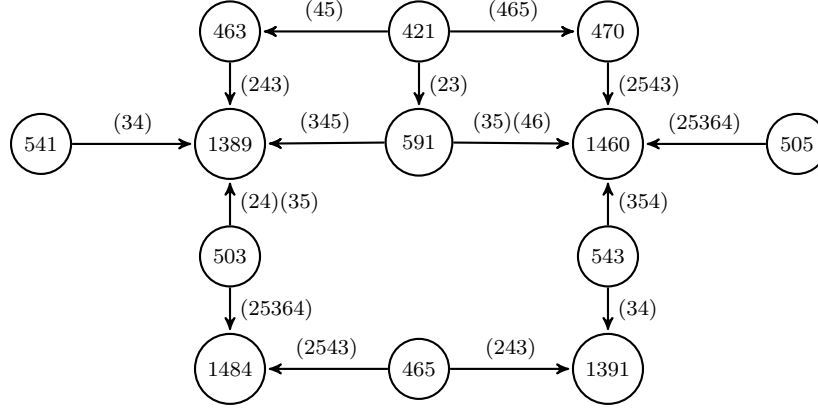 (45) (465)
463 421 470
(243) (23) (2543)
(34) (345) (35)(46) (25364)
541 1389 591 1460 505
(24)(35) (354)
503 543
(25364) (34)
(2543) (243)
1484 465 1391